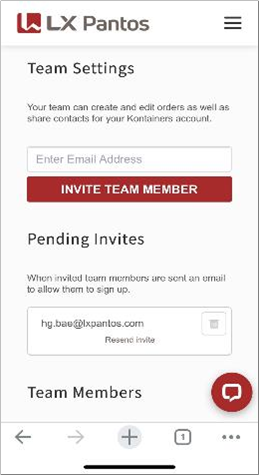 LX Pantos
Team Settings
Your team can create and edit orders as well as
share contacts for your Kontainers account.
Enter Email Address
INVITE TEAM MEMBER
Pending Invites
When invited team members are sent an email
to allow them to sign up.
hg.bae@lxpantos.com
Resend invite
Team Members
1